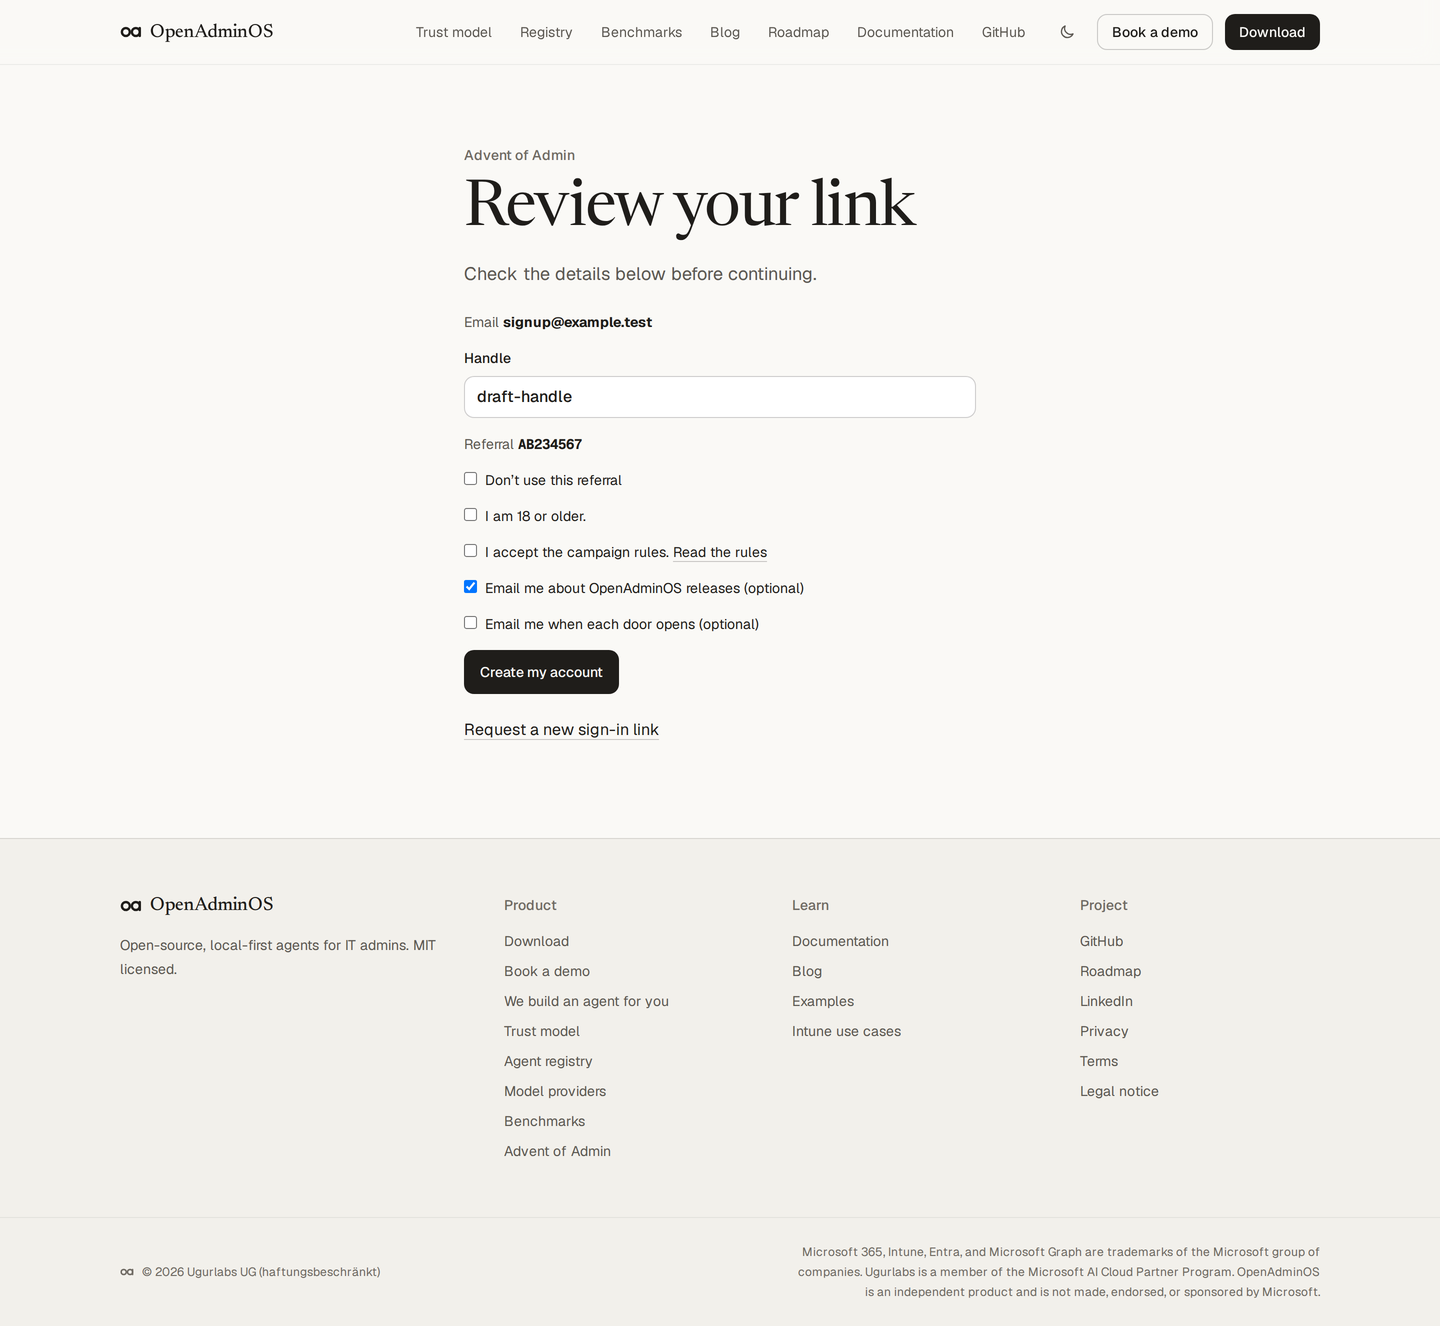 OpenAdminOS
Trust model
Registry
Benchmarks
Blog
Roadmap
Documentation
GitHub
Book a demo
Download
Advent of Admin
Review your link
Check the details below before continuing.
Email signup@example.test
Handle
draft-handle
Referral AB234567
Don’t use this referral
I am 18 or older.
I accept the campaign rules. Read the rules
Email me about OpenAdminOS releases (optional)
Email me when each door opens (optional)
Create my account
Request a new sign-in link
OpenAdminOS
Open-source, local-first agents for IT admins. MIT
licensed.
Product
Download
Book a demo
We build an agent for you
Trust model
Agent registry
Model providers
Benchmarks
Advent of Admin
Learn
Documentation
Blog
Examples
Intune use cases
Project
GitHub
Roadmap
LinkedIn
Privacy
Terms
Legal notice
© 2026 Ugurlabs UG (haftungsbeschränkt)
Microsoft 365, Intune, Entra, and Microsoft Graph are trademarks of the Microsoft group of
companies. Ugurlabs is a member of the Microsoft AI Cloud Partner Program. OpenAdminOS
is an independent product and is not made, endorsed, or sponsored by Microsoft.